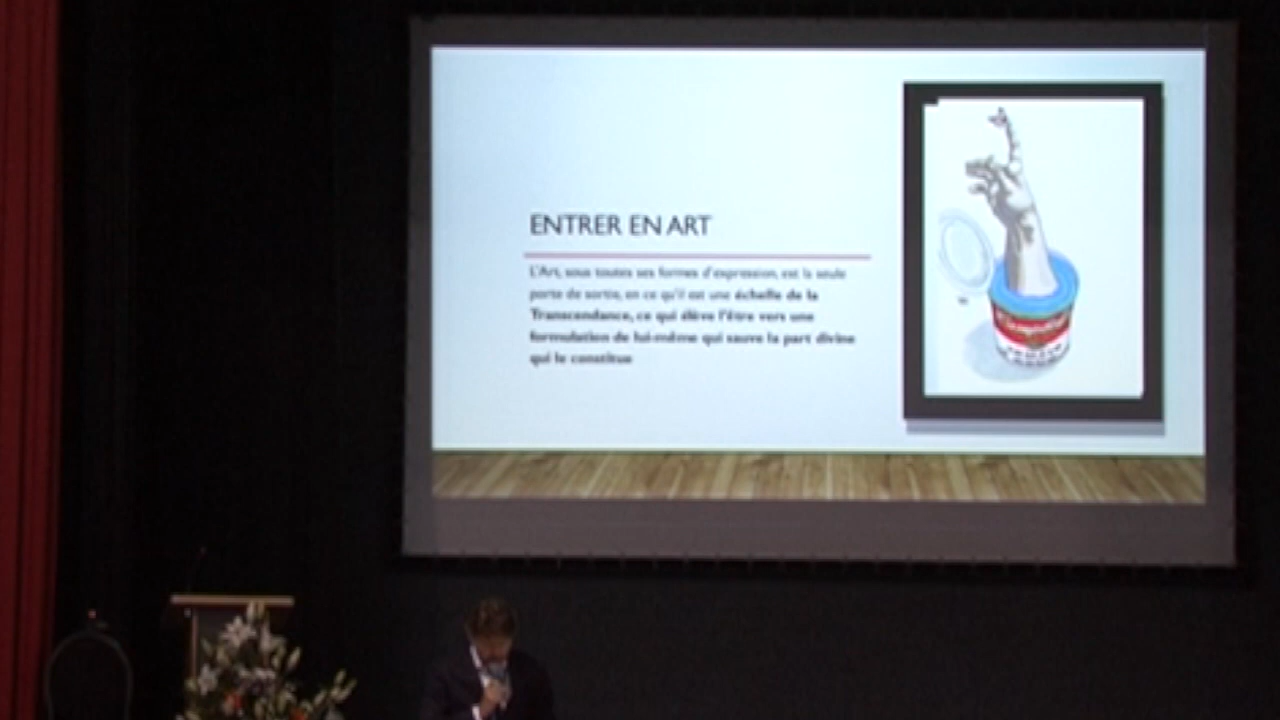 ENTRER EN ART
L'Art, sous toutes ses formes d'expression, est la seule
porte de sortie, en ce qu'il est une échelle de la
Transcendance, ce qui élève l'être vers une
formulation de lui-même qui sauve la part divine
qui le constitue
Campbell's